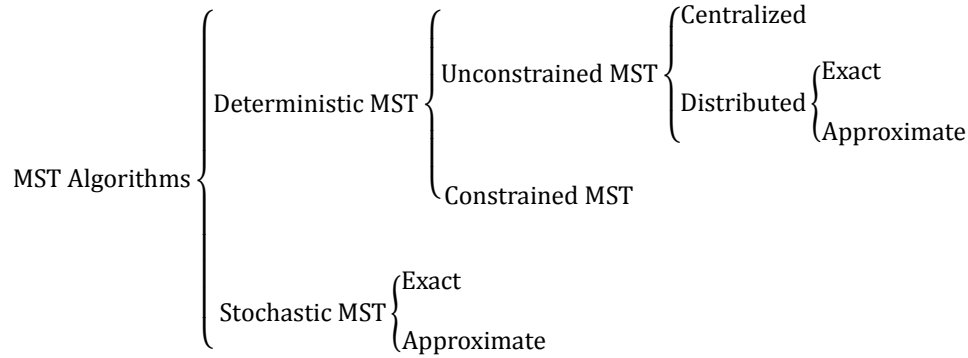 MST Algorithms
Deterministic MST
Unconstrained MST
Centralized
Distributed
Exact
Approximate
Constrained MST
Stochastic MST
Exact
Approximate